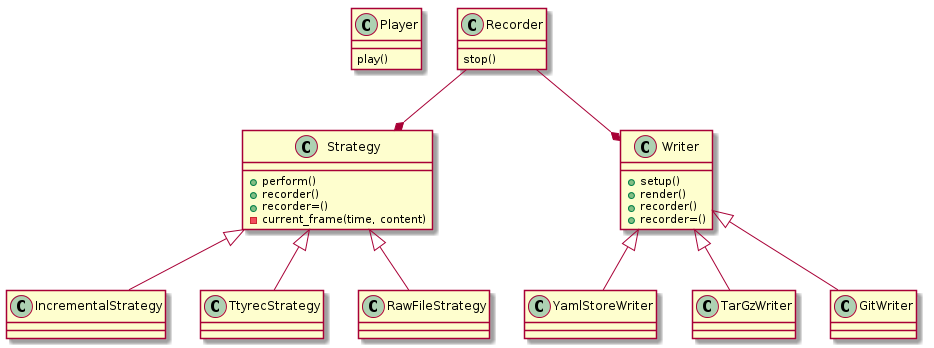 C Player
play()
C Recorder
stop()
C Strategy
perform()
recorder()
recorder=()
current_frame(time, content)
C Writer
setup()
render()
recorder()
recorder=()
C IncrementalStrategy
C TtyrecStrategy
C RawFileStrategy
C YamlStoreWriter
C TarGzWriter
C GitWriter